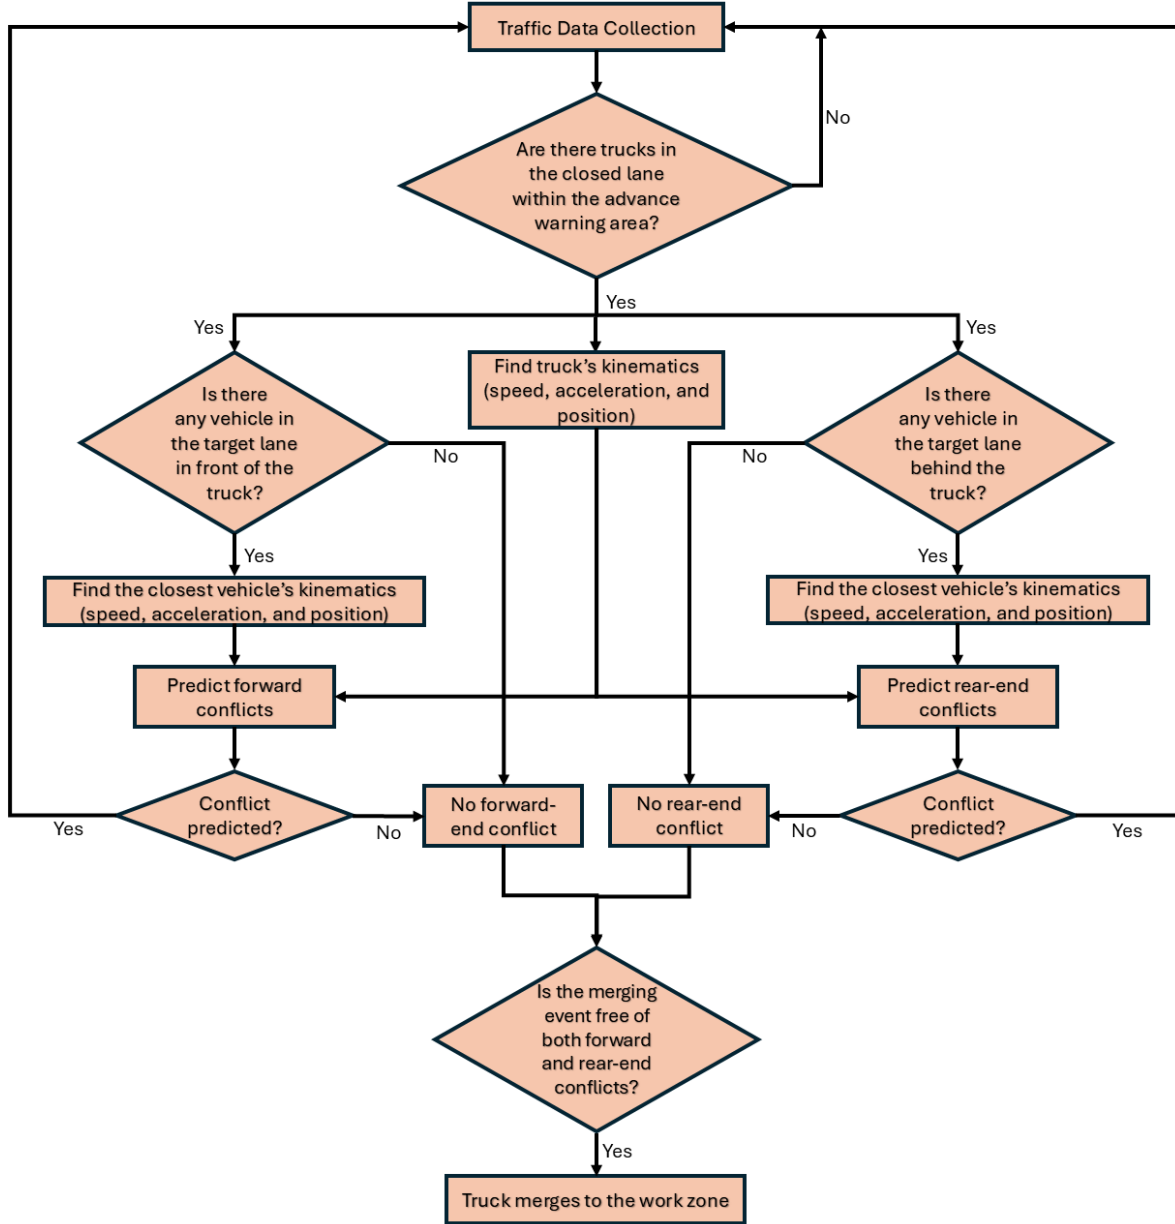 Traffic Data Collection
Are there trucks in
the closed lane
within the advance
warning area?
No
Yes
Yes
Yes
Is there
any vehicle in
the target lane
in front of the
truck?
No
Find truck's kinematics
(speed, acceleration, and
position)
Is there
any vehicle in
the target lane
behind the
truck?
No
Yes
Yes
Find the closest vehicle's kinematics
(speed, acceleration, and position)
Find the closest vehicle's kinematics
(speed, acceleration, and position)
Predict forward
conflicts
Predict rear-end
conflicts
Conflict
predicted?
Yes
No
No forward-
end conflict
No rear-end
conflict
No
Conflict
predicted?
Yes
Is the merging
event free of
both forward
and rear-end
conflicts?
Yes
Truck merges to the work zone